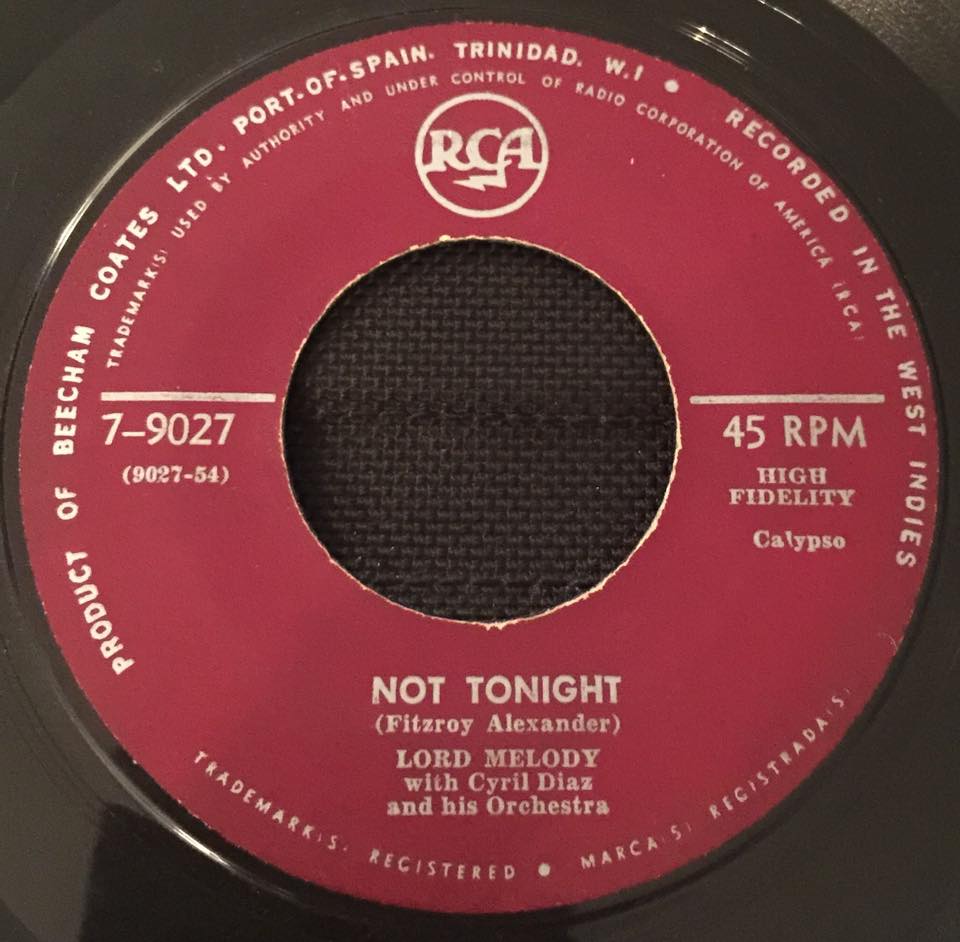 PRODUCT OF BEECHAM COATES LTD. PORT-OF-SPAIN. TRINIDAD. W.I ● RECORDED IN THE WEST INDIES
TRADEMARK(S) USED BY AUTHORITY AND UNDER CONTROL OF RADIO CORPORATION OF AMERICA (RCA)
RCA
7-9027
(9027-54)
45 RPM
HIGH
FIDELITY
Calypso
NOT TONIGHT
(Fitzroy Alexander)
LORD MELODY
with Cyril Diaz
and his Orchestra
TRADEMARK(S). REGISTERED ● MARCA(S) REGISTRADA(S)